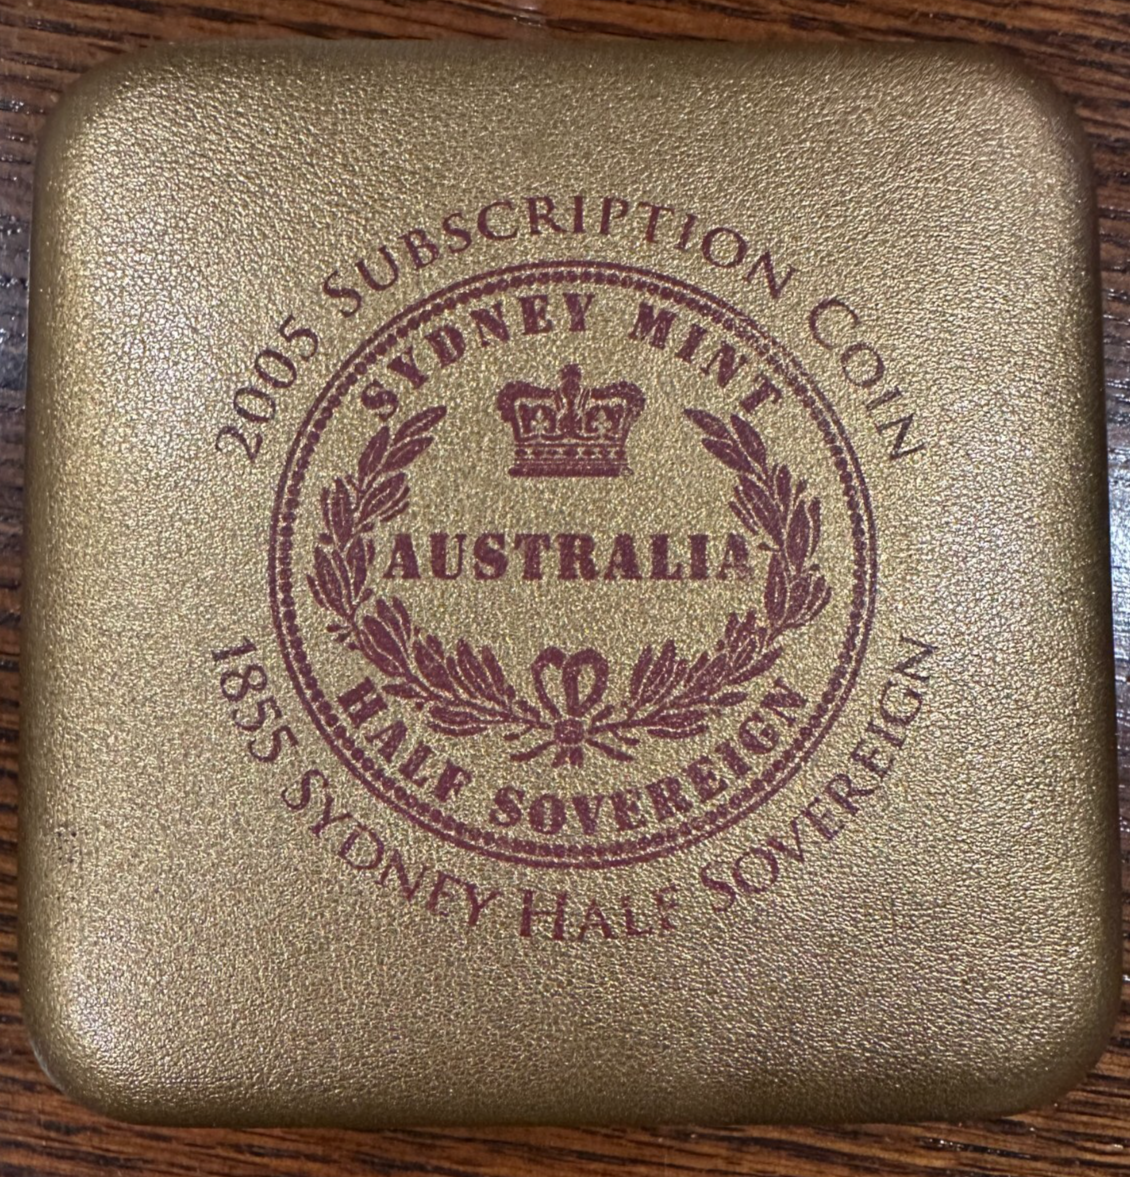 2005 SUBSCRIPTION COIN
SYDNEY MINT
AUSTRALIA
HALF SOVEREIGN
1855 SYDNEY HALF SOVEREIGN